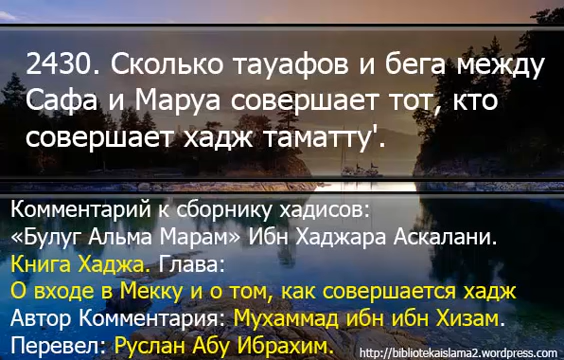 2430. Сколько тауафов и бега между
Сафа и Маруа совершает тот, кто
совершает хадж таматту'.
Комментарий к сборнику хадисов:
«Булуг Альма Марам» Ибн Хаджара Аскалани.
Книга Хаджа. Глава:
О входе в Мекку и о том, как совершается хадж
Автор Комментария: Мухаммад ибн ибн Хизам.
Перевел: Руслан Абу Ибрахим.
http://bibliotekaislama2.wordpress.com